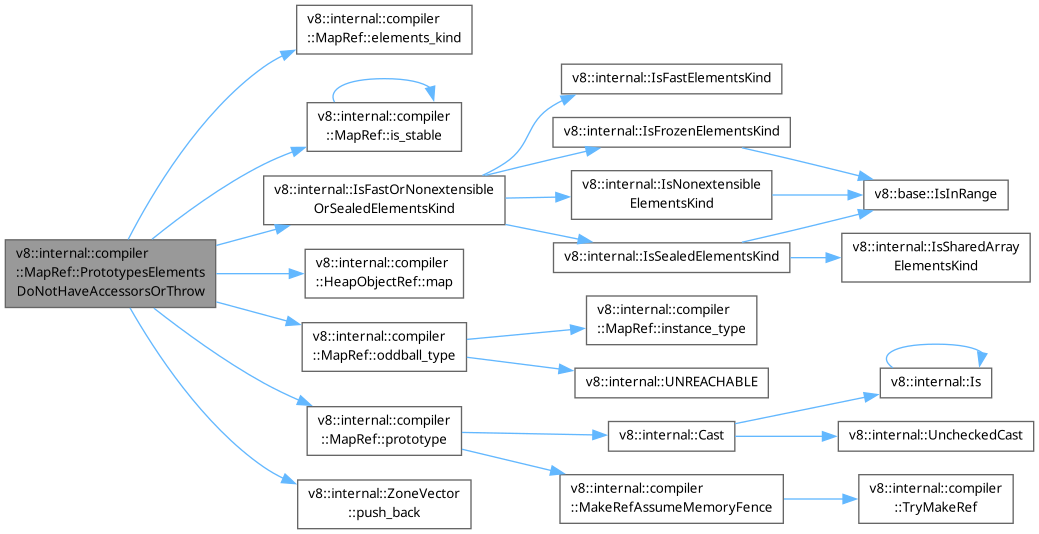 v8::internal::compiler
::MapRef::PrototypesElements
DoNotHaveAccessorsOrThrow
v8::internal::compiler
::MapRef::elements_kind
v8::internal::compiler
::MapRef::is_stable
v8::internal::IsFastOrNonextensible
OrSealedElementsKind
v8::internal::IsFastElementsKind
v8::internal::IsFrozenElementsKind
v8::internal::IsNonextensible
ElementsKind
v8::internal::IsSealedElementsKind
v8::base::IsInRange
v8::internal::IsSharedArray
ElementsKind
v8::internal::compiler
::HeapObjectRef::map
v8::internal::compiler
::MapRef::oddball_type
v8::internal::compiler
::MapRef::instance_type
v8::internal::UNREACHABLE
v8::internal::compiler
::MapRef::prototype
v8::internal::Cast
v8::internal::Is
v8::internal::UncheckedCast
v8::internal::compiler
::MakeRefAssumeMemoryFence
v8::internal::compiler
::TryMakeRef
v8::internal::ZoneVector
::push_back